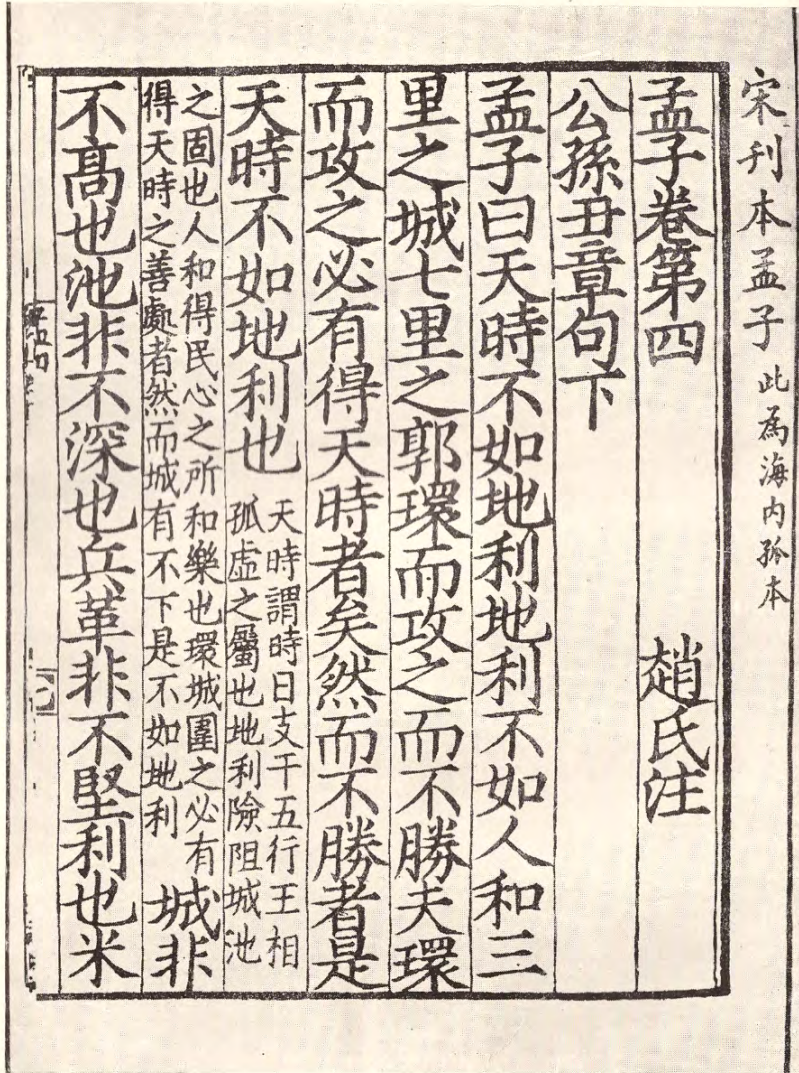 宋刊本孟子 此爲海内孤本
孟子卷第四 趙氏注
公孫丑章句下
孟子曰天時不如地利地利不如人和三
里之城七里之郭環而攻之而不勝夫環
而攻之必有得天時者矣然而不勝者是
天時不如地利也
天時謂時日支干五行王相
孤虛之屬也地利險阻城池
之固也人和得民心之所和樂也環城圍之必有
得天時之善處者然而城有不下是不如地利
城非
不髙也池非不深也兵革非不堅利也米